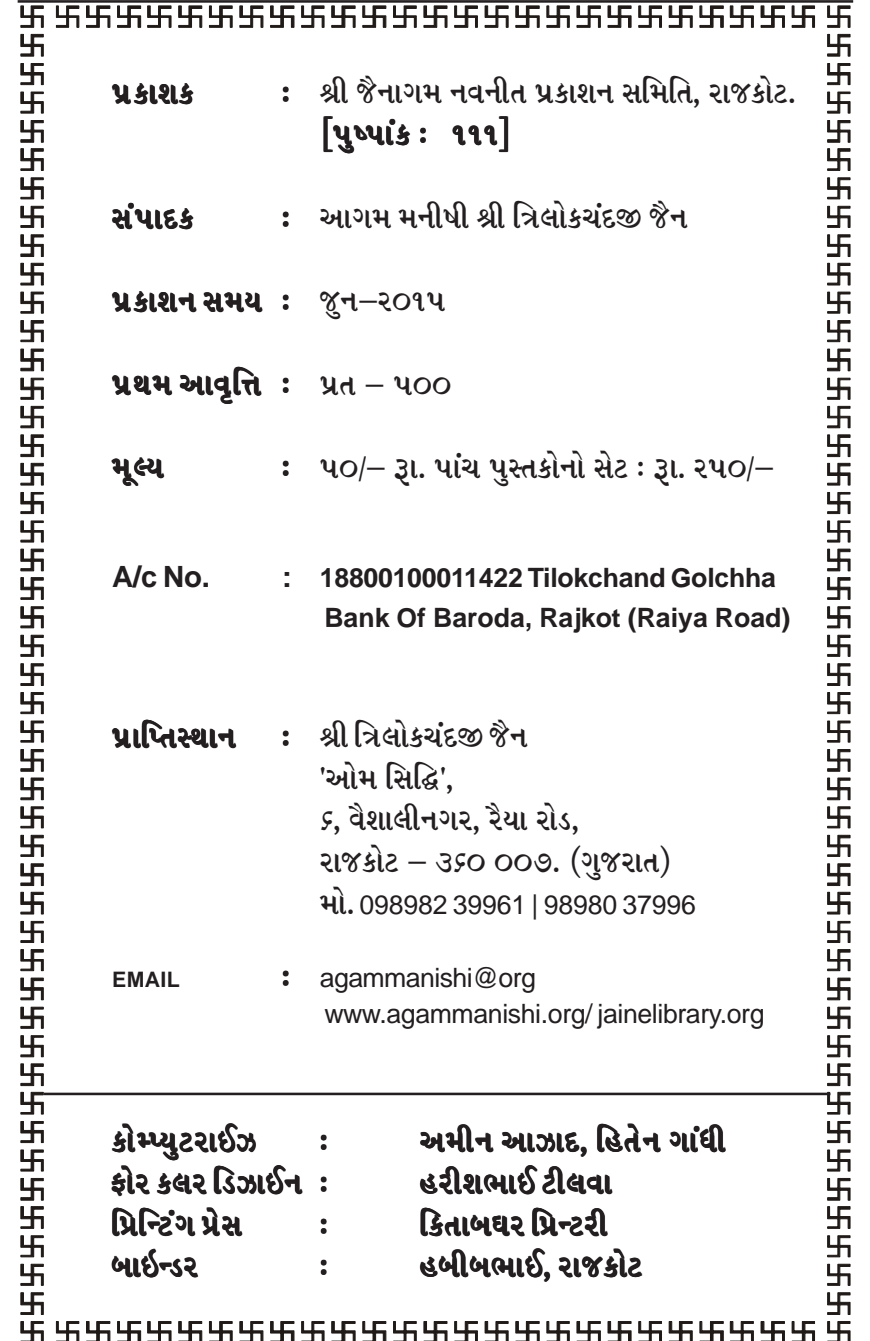 પ્રકાશક : શ્રી જૈનાગમ નવનીત પ્રકાશન સમિતિ, રાજકોટ.
[પુષ્પાંક : ૧૧૧]
સંપાદક : આગમ મનીષી શ્રી ત્રિલોકચંદજી જૈન
પ્રકાશન સમય : જુન–૨૦૧૫
પ્રથમ આવૃત્તિ : પ્રત – ૫૦૦
મૂલ્ય : ૫૦/– રૂા. પાંચ પુસ્તકોનો સેટ : રૂા. ૨૫૦/–
A/c No. : 18800100011422 Tilokchand Golchha
Bank Of Baroda, Rajkot (Raiya Road)
પ્રાપ્તિસ્થાન : શ્રી ત્રિલોકચંદજી જૈન
'ઓમ સિદ્ધિ',
૬, વૈશાલીનગર, રૈયા રોડ,
રાજકોટ – ૩૬૦ ૦૦૭. (ગુજરાત)
મો. 098982 39961 | 98980 37996
EMAIL : agammanishi@org
www.agammanishi.org/ jainelibrary.org
કોમ્પ્યુટરાઈઝ : અમીન આઝાદ, હિતેન ગાંધી
ફોર કલર ડિઝાઈન : હરીશભાઈ ટીલવા
પ્રિન્ટિંગ પ્રેસ : કિતાબઘર પ્રિન્ટરી
બાઇન્ડર : હબીબભાઈ, રાજકોટ